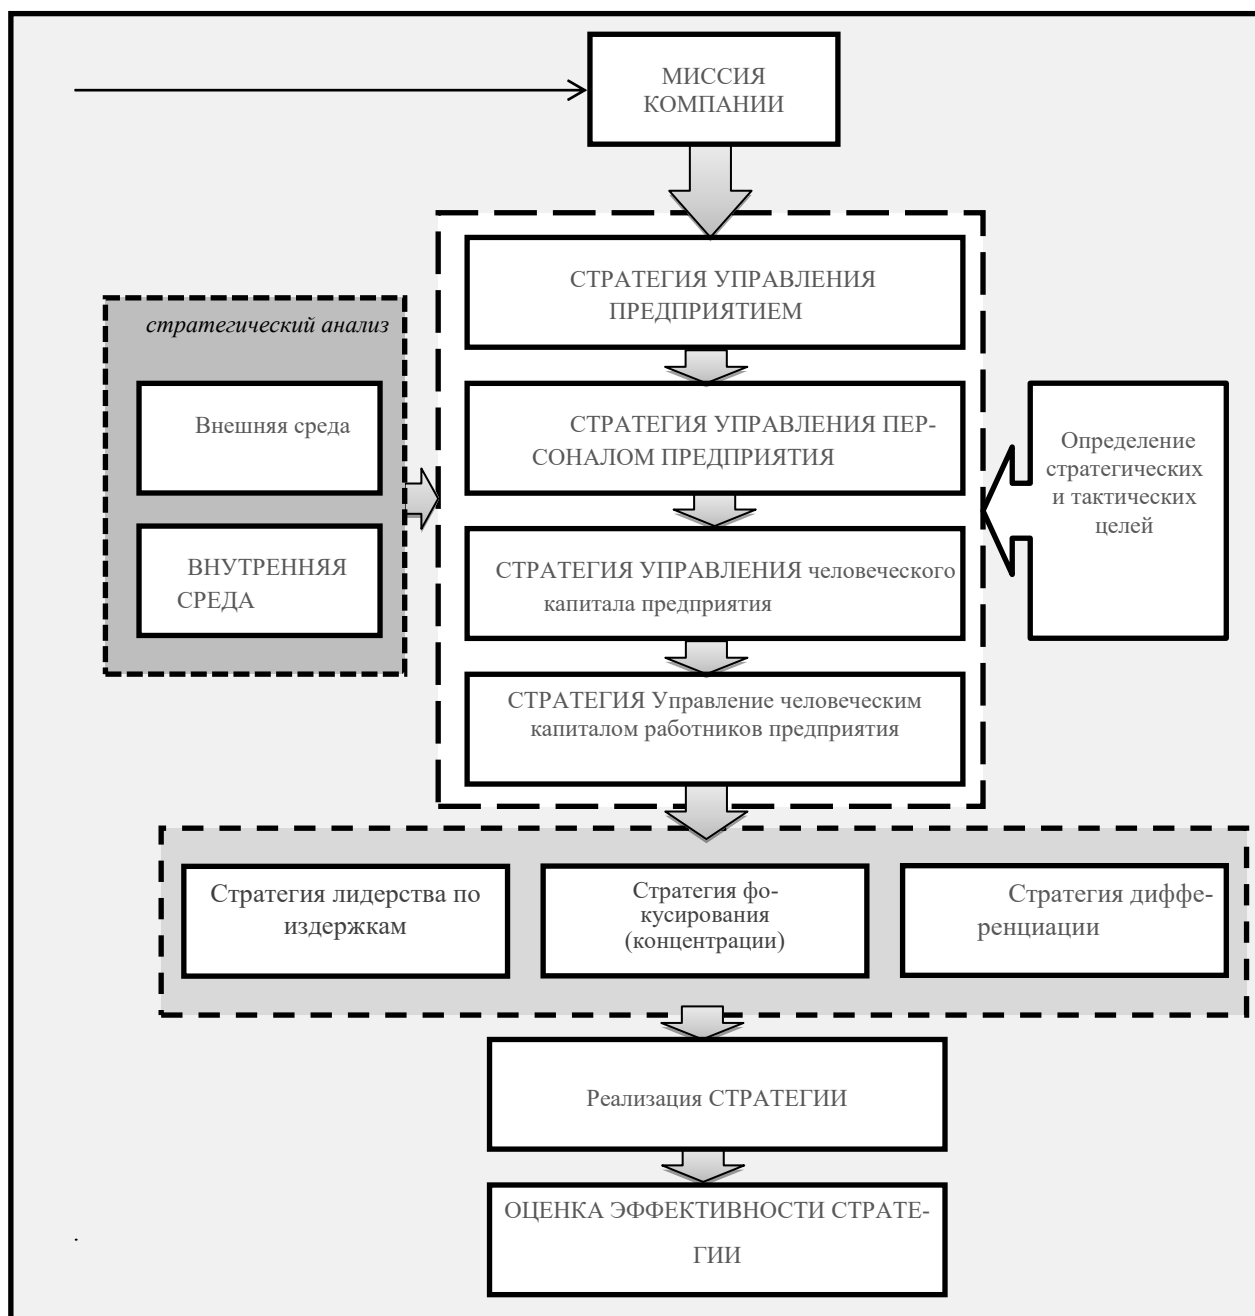 МИССИЯ
КОМПАНИИ
СТРАТЕГИЯ УПРАВЛЕНИЯ
ПРЕДПРИЯТИЕМ
стратегический анализ
Внешняя среда
ВНУТРЕННЯЯ
СРЕДА
СТРАТЕГИЯ УПРАВЛЕНИЯ ПЕР-
СОНАЛОМ ПРЕДПРИЯТИЯ
Определение
стратегических
и тактических
целей
СТРАТЕГИЯ УПРАВЛЕНИЯ человеческого
капитала предприятия
СТРАТЕГИЯ Управление человеческим
капиталом работников предприятия
Стратегия лидерства по
издержкам
Стратегия фо-
кусирования
(концентрации)
Стратегия диффе-
ренциации
Реализация СТРАТЕГИИ
ОЦЕНКА ЭФФЕКТИВНОСТИ СТРАТЕ-
ГИИ
.